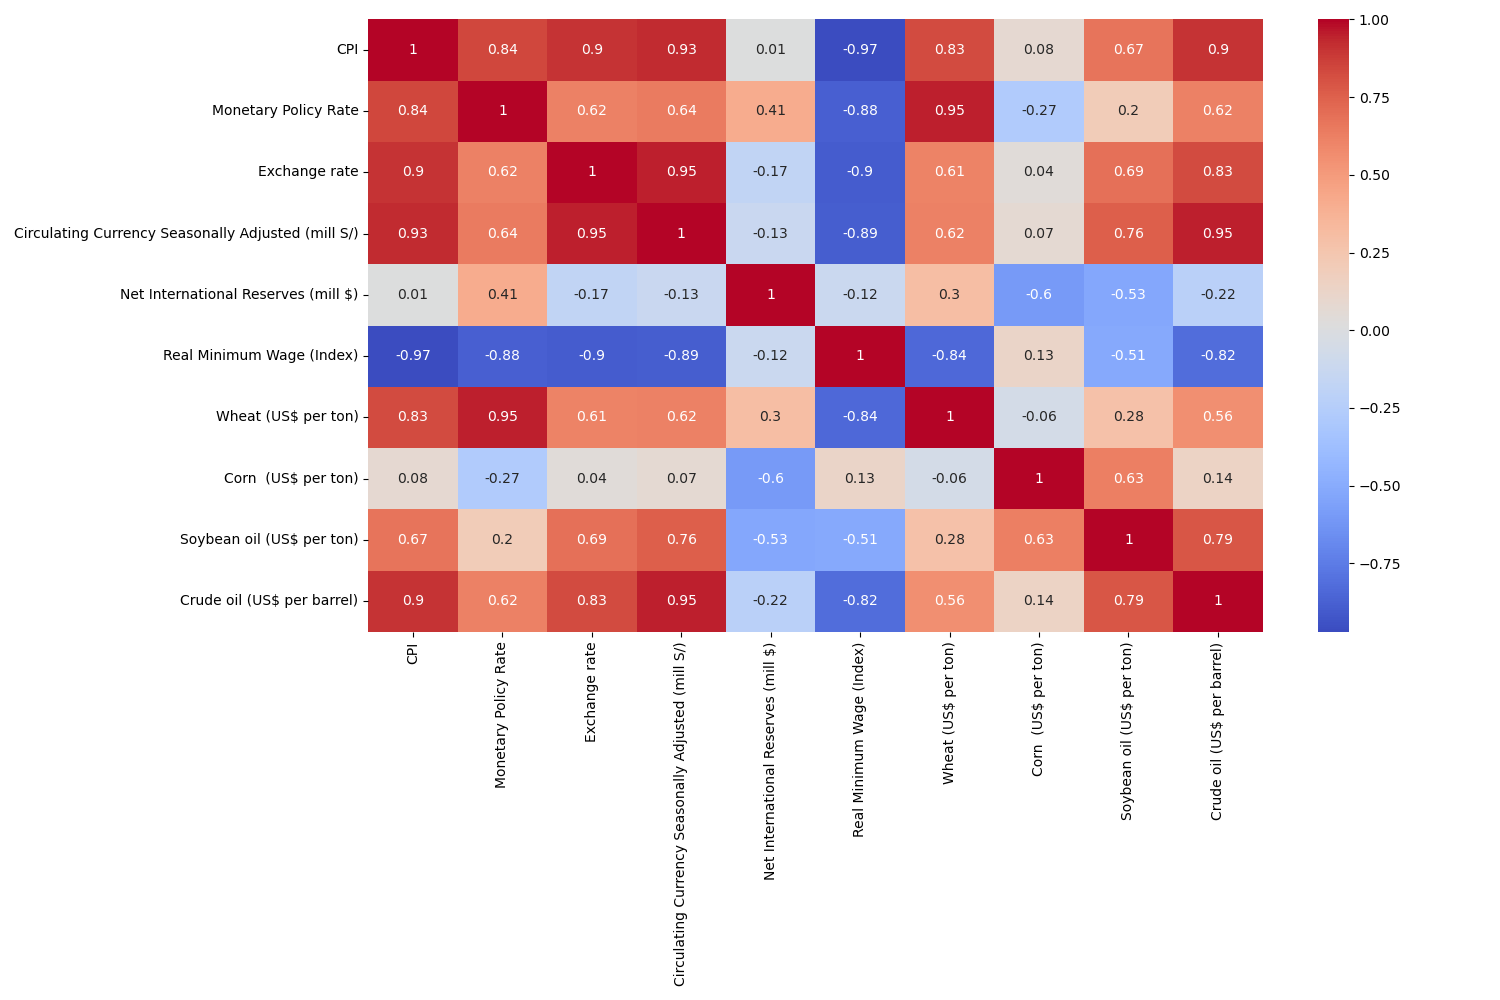 CPI 1 0.84 0.9 0.93 0.01 -0.97 0.83 0.08 0.67 0.9
Monetary Policy Rate 0.84 1 0.62 0.64 0.41 -0.88 0.95 -0.27 0.2 0.62
Exchange rate 0.9 0.62 1 0.95 -0.17 -0.9 0.61 0.04 0.69 0.83
Circulating Currency Seasonally Adjusted (mill S/) 0.93 0.64 0.95 1 -0.13 -0.89 0.62 0.07 0.76 0.95
Net International Reserves (mill $) 0.01 0.41 -0.17 -0.13 1 -0.12 0.3 -0.6 -0.53 -0.22
Real Minimum Wage (Index) -0.97 -0.88 -0.9 -0.89 -0.12 1 -0.84 0.13 -0.51 -0.82
Wheat (US$ per ton) 0.83 0.95 0.61 0.62 0.3 -0.84 1 -0.06 0.28 0.56
Corn  (US$ per ton) 0.08 -0.27 0.04 0.07 -0.6 0.13 -0.06 1 0.63 0.14
Soybean oil (US$ per ton) 0.67 0.2 0.69 0.76 -0.53 -0.51 0.28 0.63 1 0.79
Crude oil (US$ per barrel) 0.9 0.62 0.83 0.95 -0.22 -0.82 0.56 0.14 0.79 1
CPI
Monetary Policy Rate
Exchange rate
Circulating Currency Seasonally Adjusted (mill S/)
Net International Reserves (mill $)
Real Minimum Wage (Index)
Wheat (US$ per ton)
Corn  (US$ per ton)
Soybean oil (US$ per ton)
Crude oil (US$ per barrel)
1.00
0.75
0.50
0.25
0.00
−0.25
−0.50
−0.75